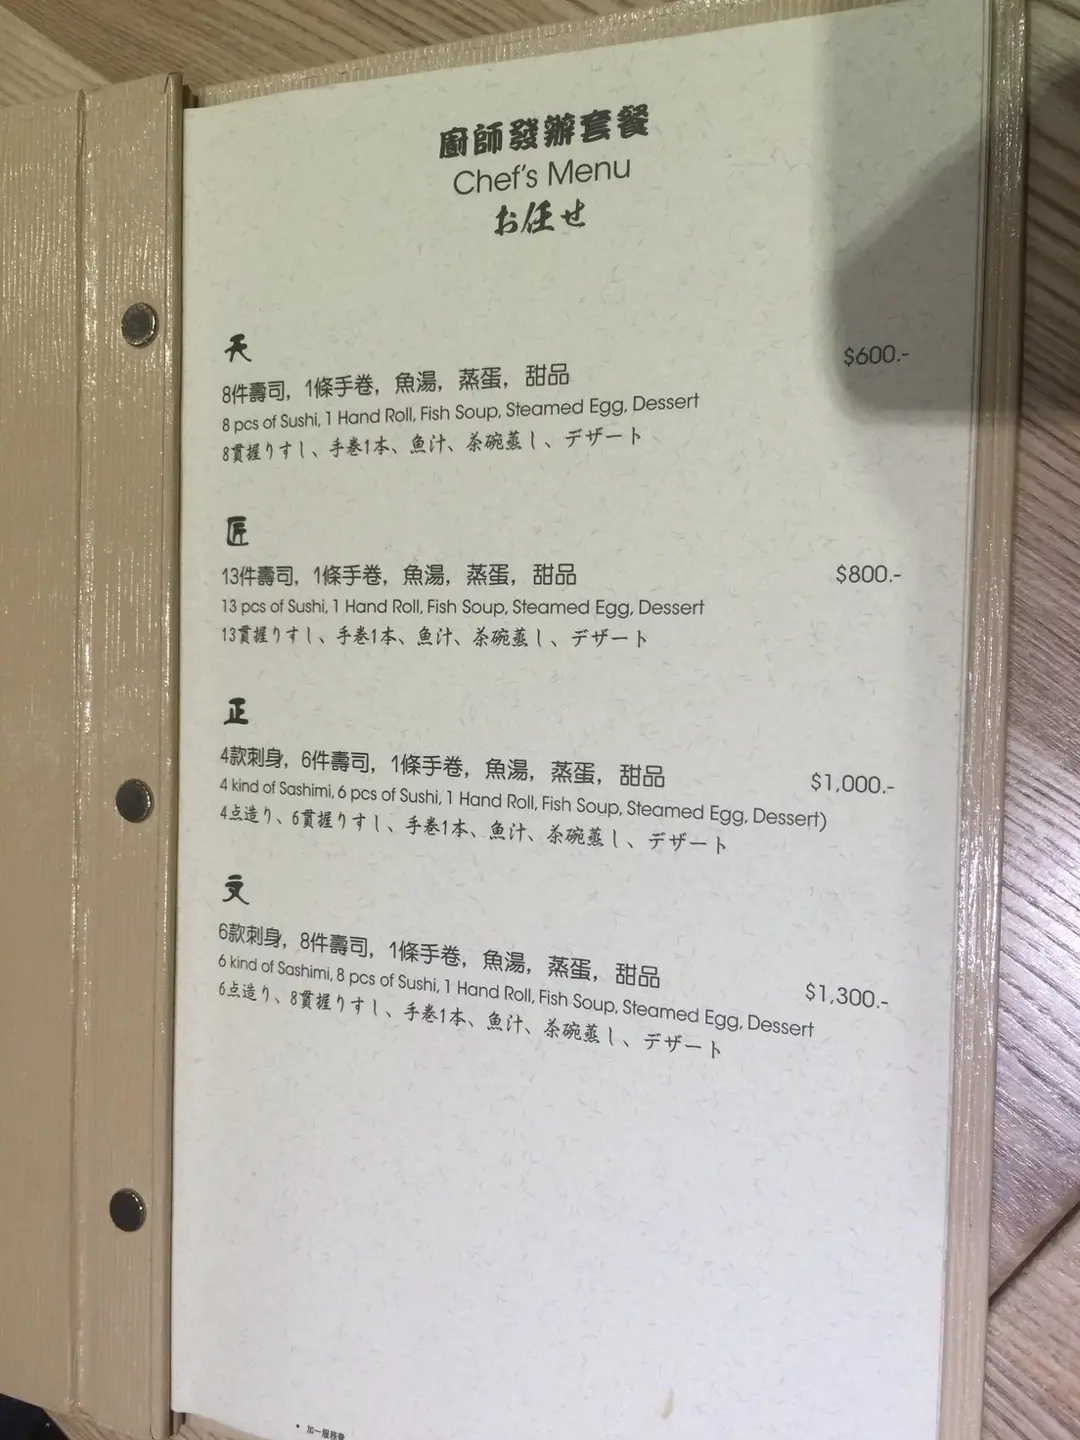 廚師發辦套餐
Chef's Menu
お任せ
天
8件壽司, 1條手卷, 魚湯, 蒸蛋, 甜品
$600.-
8 pcs of Sushi, 1 Hand Roll, Fish Soup, Steamed Egg, Dessert
8貫握りすし、手巻1本、魚汁、茶碗蒸し、デザート
匠
13件壽司, 1條手卷, 魚湯, 蒸蛋, 甜品
$800.-
13 pcs of Sushi, 1 Hand Roll, Fish Soup, Steamed Egg, Dessert
13貫握りすし、手巻1本、魚汁、茶碗蒸し、デザート
正
4款刺身, 6件壽司, 1條手卷, 魚湯, 蒸蛋, 甜品
$1,000.-
4 kind of Sashimi, 6 pcs of Sushi, 1 Hand Roll, Fish Soup, Steamed Egg, Dessert)
4点造り、6貫握りすし、手巻1本、魚汁、茶碗蒸し、デザート
文
6款刺身, 8件壽司, 1條手卷, 魚湯, 蒸蛋, 甜品
$1,300.-
6 kind of Sashimi, 8 pcs of Sushi, 1 Hand Roll, Fish Soup, Steamed Egg, Dessert
6点造り、8貫握りすし、手巻1本、魚汁、茶碗蒸し、デザート
• 加一服務費